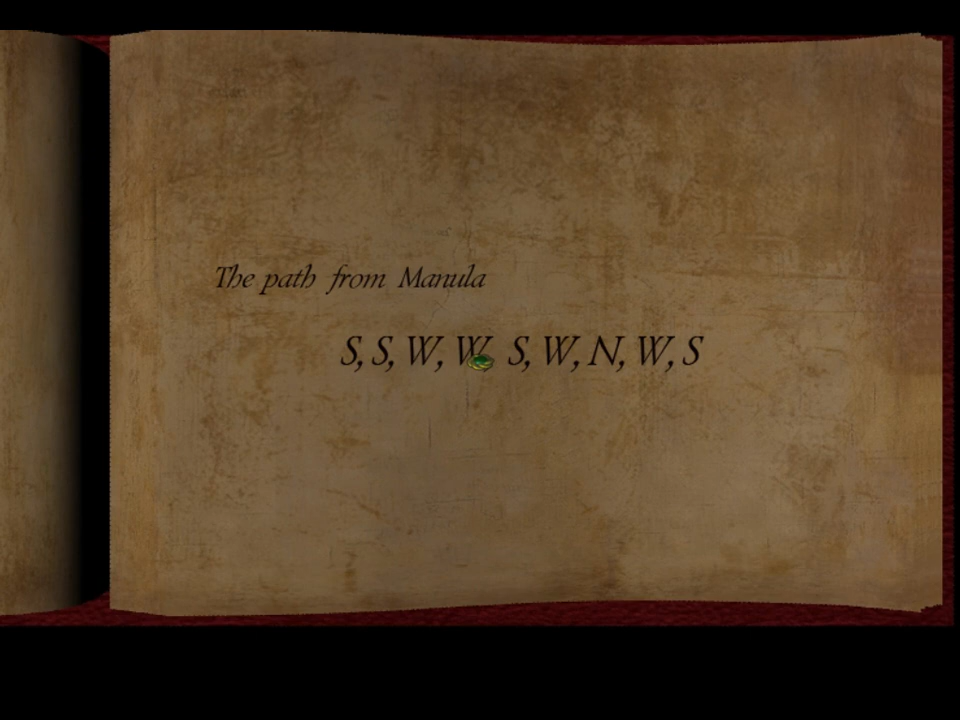 The path from Manula
S, S, W, W, S, W, N, W, S